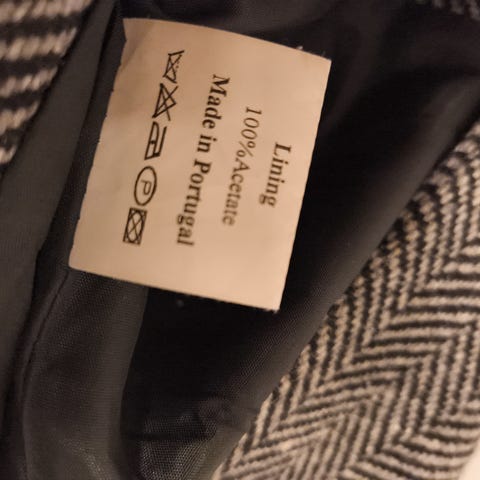 Lining
100%Acetate
Made in Portugal
P